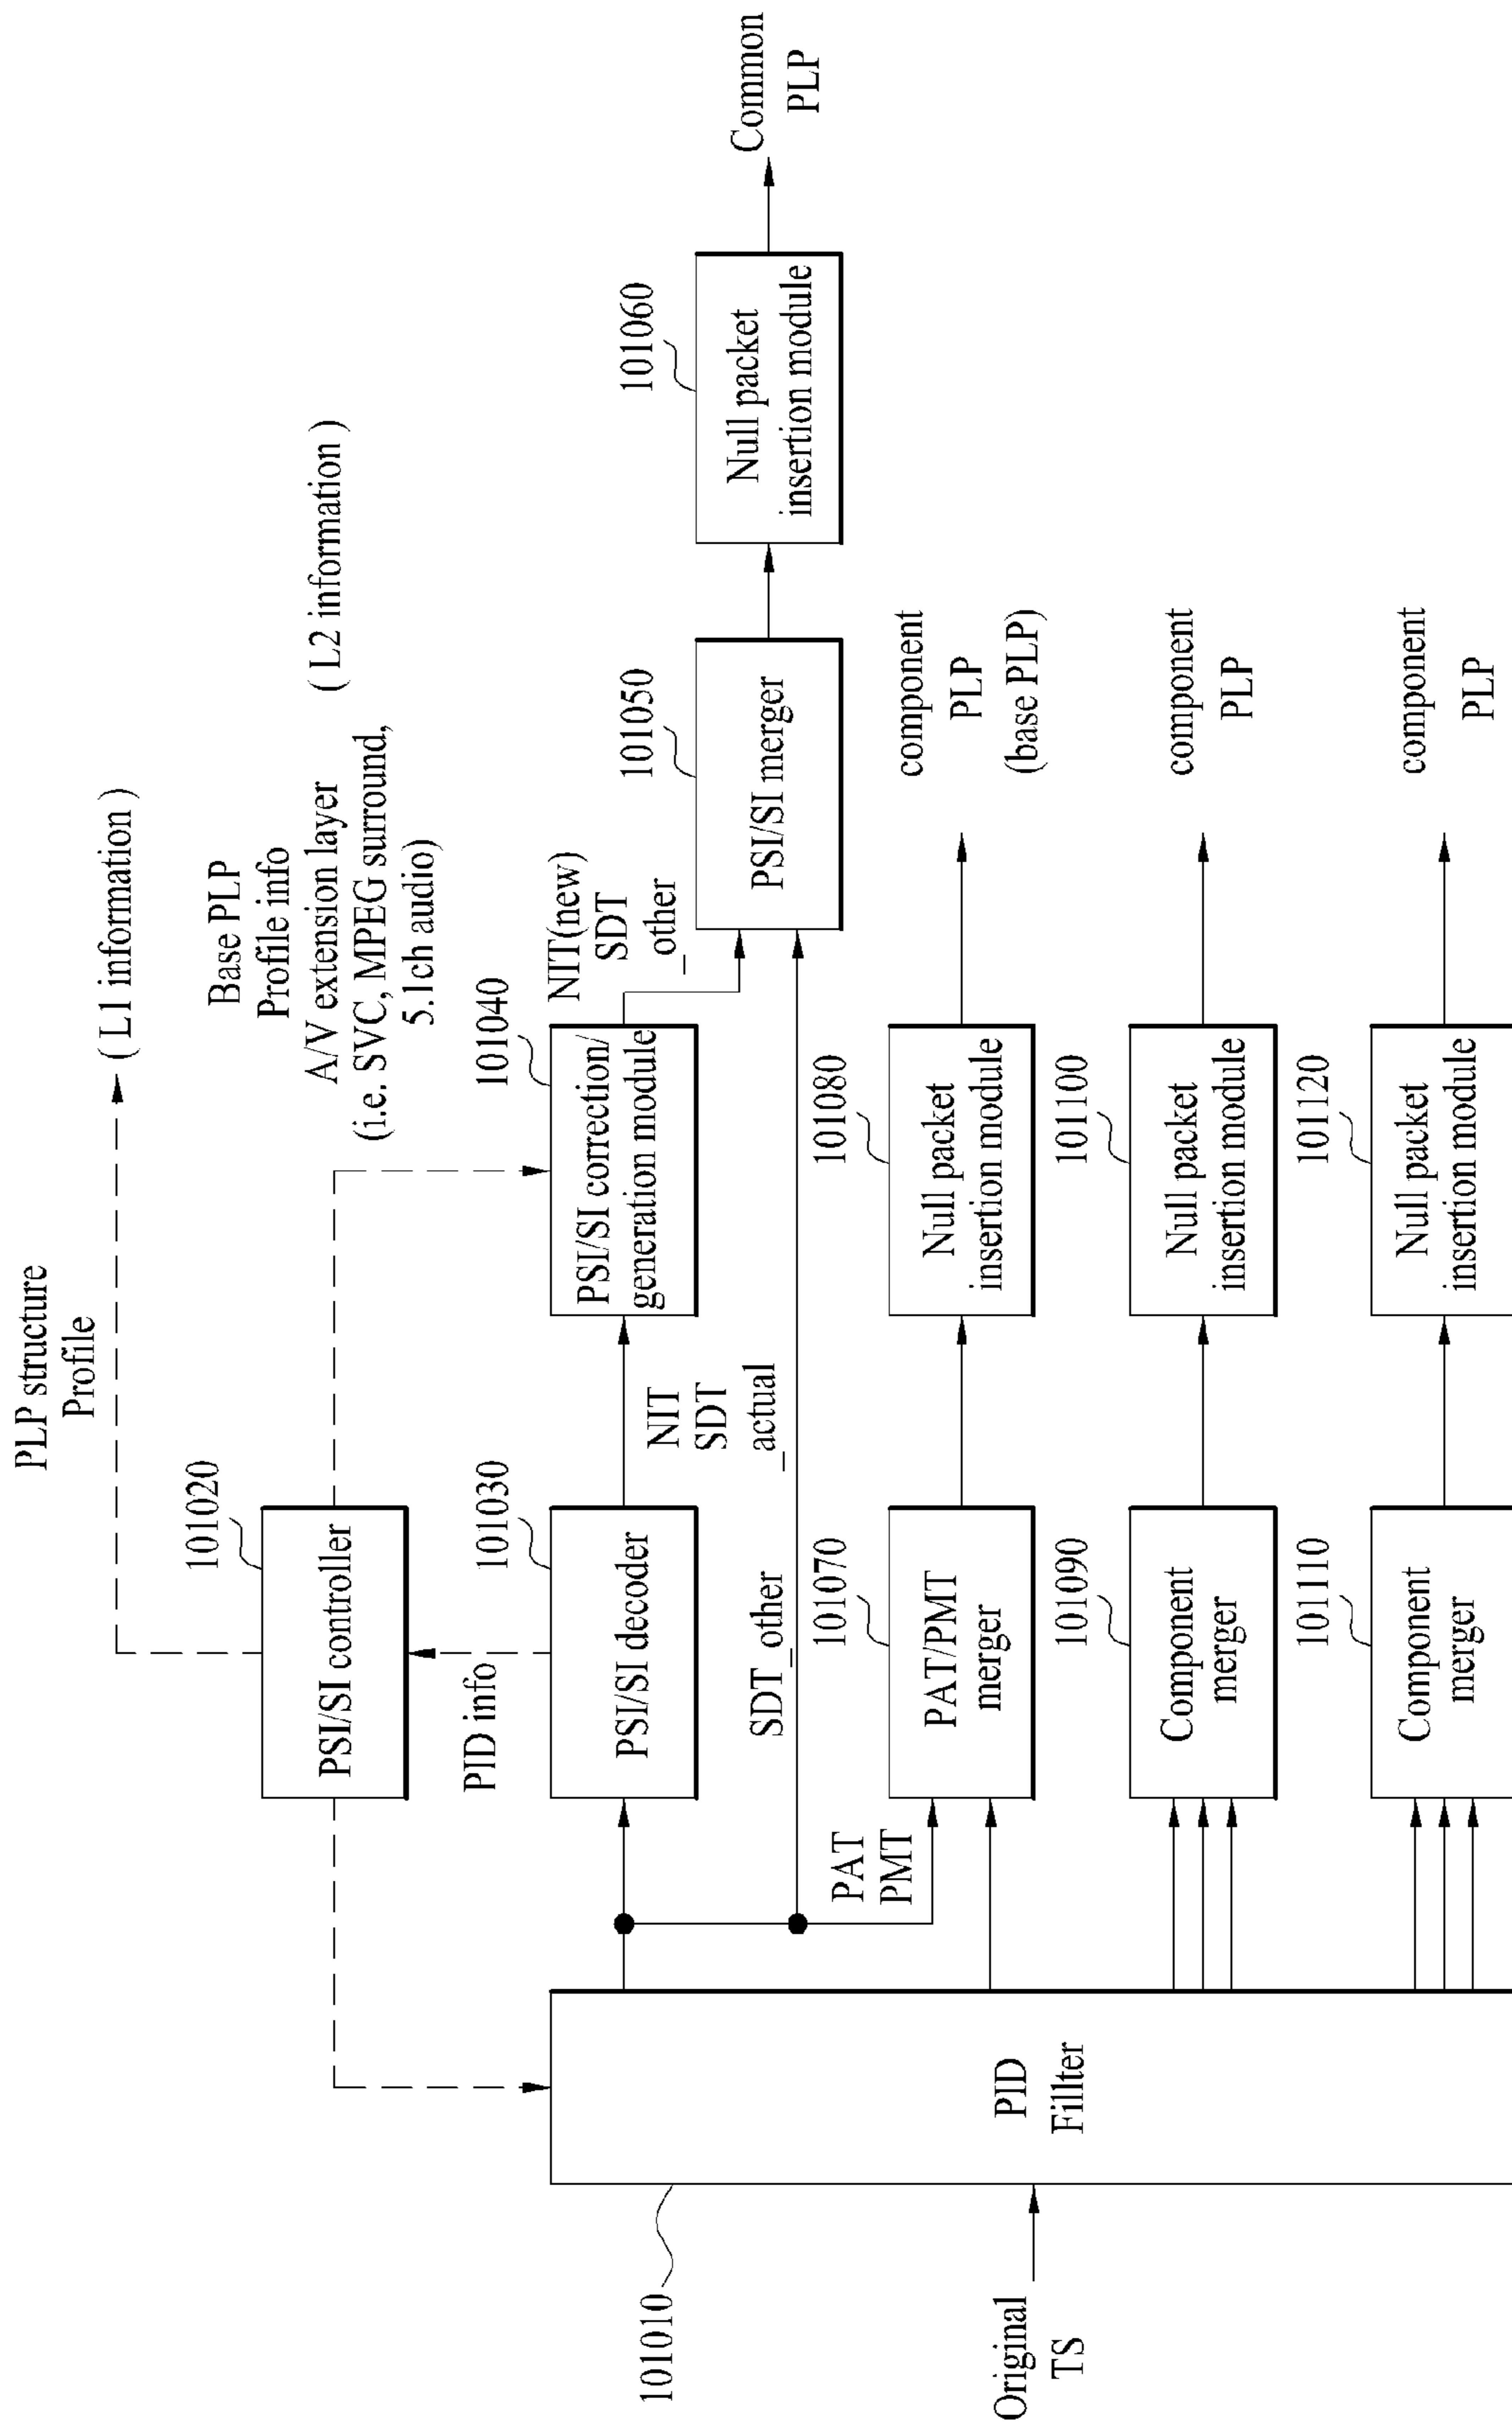 PLP structure
Profile
( L1 information )
Base PLP
Profile info
A/V extension layer
( L2 information )
(i.e. SVC, MPEG surround,
5.1ch audio)
101020
PSI/SI controller
PID info
101030
PSI/SI decoder
NIT
SDT
_actual
101040
PSI/SI correction/
generation module
NIT(new)
SDT
_other
101050
PSI/SI merger
101060
Null packet
insertion module
Common
PLP
SDT_other
101010
Original
TS
PID
Fillter
PAT
PMT
101070
PAT/PMT
merger
101080
Null packet
insertion module
component
PLP
(base PLP)
101090
Component
merger
101100
Null packet
insertion module
component
PLP
101110
Component
merger
101120
Null packet
insertion module
component
PLP